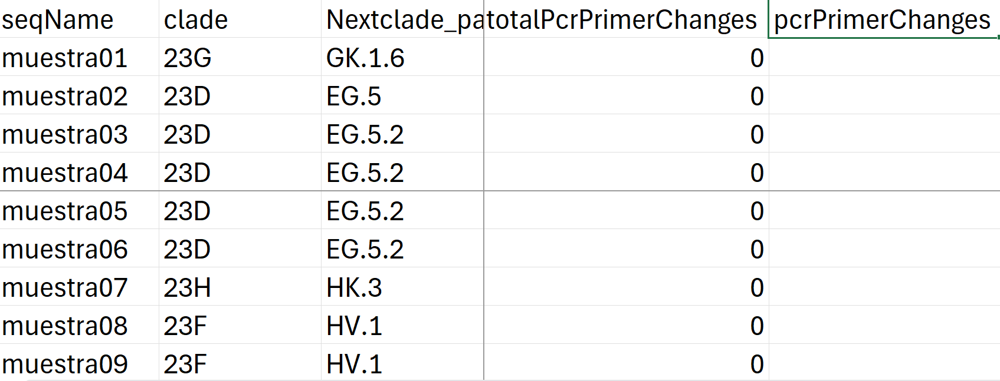 seqName clade Nextclade_pa totalPcrPrimerChanges pcrPrimerChanges
muestra01 23G GK.1.6 0
muestra02 23D EG.5 0
muestra03 23D EG.5.2 0
muestra04 23D EG.5.2 0
muestra05 23D EG.5.2 0
muestra06 23D EG.5.2 0
muestra07 23H HK.3 0
muestra08 23F HV.1 0
muestra09 23F HV.1 0